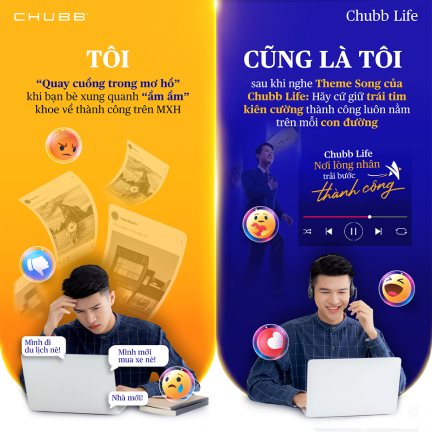 CHUBB®
TÔI
“Quay cuồng trong mơ hồ”
khi bạn bè xung quanh “ầm ầm”
khoe về thành công trên MXH
Mình đi
du lịch nè!
Mình mới
mua xe nè!
Nhà mới!
Chubb Life
CŨNG LÀ TÔI
sau khi nghe Theme Song của
Chubb Life: Hãy cứ giữ trái tim
kiên cường thành công luôn nằm
trên mỗi con đường
Chubb Life
Nơi lòng nhân
trải bước
thành công